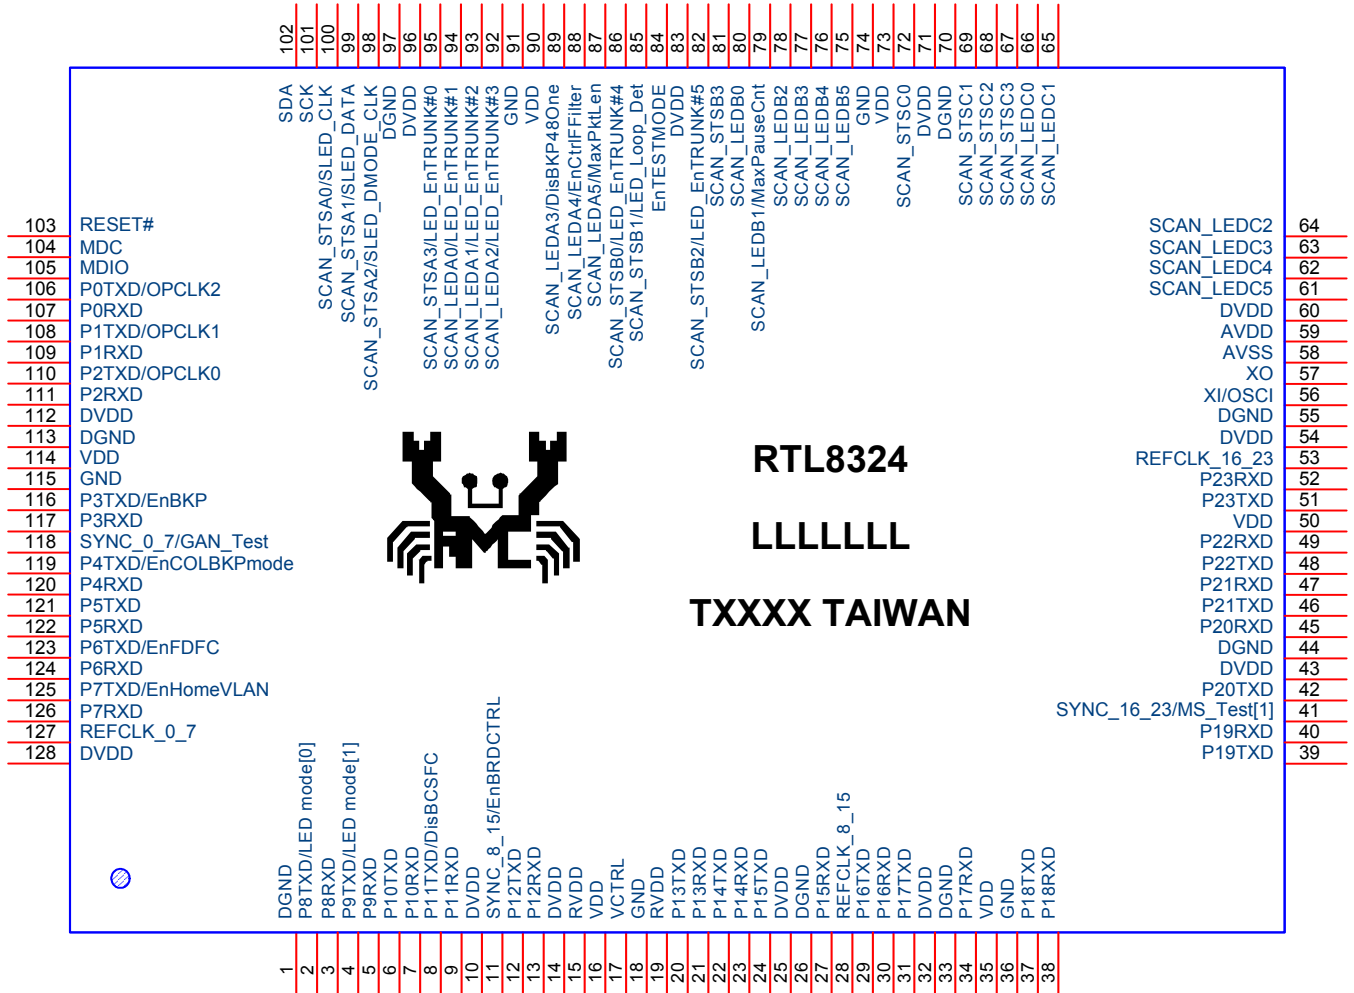 102 101 100 99 98 97 96 95 94 93 92 91 90 89 88 87 86 85 84 83 82 81 80 79 78 77 76 75 74 73 72 71 70 69 68 67 66 65
SDA
SCK
SCAN_STSA0/SLED_CLK
SCAN_STSA1/SLED_DATA
SCAN_STSA2/SLED_DMODE_CLK
DGND
DVDD
SCAN_STSA3/LED_EnTRUNK#0
SCAN_LEDA0/LED_EnTRUNK#1
SCAN_LEDA1/LED_EnTRUNK#2
SCAN_LEDA2/LED_EnTRUNK#3
GND
VDD
SCAN_LEDA3/DisBKP48One
SCAN_LEDA4/EnCtrlFFilter
SCAN_LEDA5/MaxPktLen
SCAN_STSB0/LED_EnTRUNK#4
SCAN_STSB1/LED_Loop_Det
EnTESTMODE
DVDD
SCAN_STSB2/LED_EnTRUNK#5
SCAN_STSB3
SCAN_LEDB0
SCAN_LEDB1/MaxPauseCnt
SCAN_LEDB2
SCAN_LEDB3
SCAN_LEDB4
SCAN_LEDB5
GND
VDD
SCAN_STSC0
DVDD
DGND
SCAN_STSC1
SCAN_STSC2
SCAN_STSC3
SCAN_LEDC0
SCAN_LEDC1
103 RESET#
104 MDC
105 MDIO
106 P0TXD/OPCLK2
107 P0RXD
108 P1TXD/OPCLK1
109 P1RXD
110 P2TXD/OPCLK0
111 P2RXD
112 DVDD
113 DGND
114 VDD
115 GND
116 P3TXD/EnBKP
117 P3RXD
118 SYNC_0_7/GAN_Test
119 P4TXD/EnCOLBKPmode
120 P4RXD
121 P5TXD
122 P5RXD
123 P6TXD/EnFDFC
124 P6RXD
125 P7TXD/EnHomeVLAN
126 P7RXD
127 REFCLK_0_7
128 DVDD
RTL8324
LLLLLLL
TXXXX TAIWAN
SCAN_LEDC2 64
SCAN_LEDC3 63
SCAN_LEDC4 62
SCAN_LEDC5 61
DVDD 60
AVDD 59
AVSS 58
XO 57
XI/OSCI 56
DGND 55
DVDD 54
REFCLK_16_23 53
P23RXD 52
P23TXD 51
VDD 50
P22RXD 49
P22TXD 48
P21RXD 47
P21TXD 46
P20RXD 45
DGND 44
DVDD 43
P20TXD 42
SYNC_16_23/MS_Test[1] 41
P19RXD 40
P19TXD 39
DGND
P8TXD/LED mode[0]
P8RXD
P9TXD/LED mode[1]
P9RXD
P10TXD
P10RXD
P11TXD/DisBCSFC
P11RXD
DVDD
SYNC_8_15/EnBRDCTRL
P12TXD
P12RXD
DVDD
RVDD
VDD
VCTRL
GND
RVDD
P13TXD
P13RXD
P14TXD
P14RXD
P15TXD
DVDD
DGND
P15RXD
REFCLK_8_15
P16TXD
P16RXD
P17TXD
DVDD
DGND
P17RXD
VDD
GND
P18TXD
P18RXD
1 2 3 4 5 6 7 8 9 10 11 12 13 14 15 16 17 18 19 20 21 22 23 24 25 26 27 28 29 30 31 32 33 34 35 36 37 38